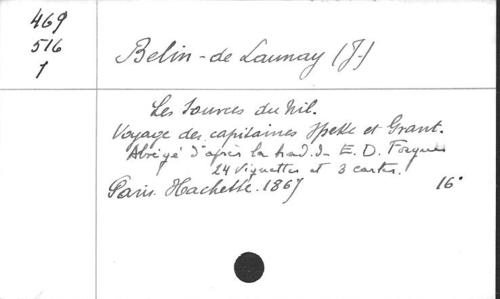 469
516
1
Belin-de Launay (J.)
Les Sources du Nil.
Voyage des capitaines Speke et Grant.
Abrégé d'après la trad. de E. D. Forgues
24 vignettes et 3 cartes.
Paris. Hachette. 1867 16°